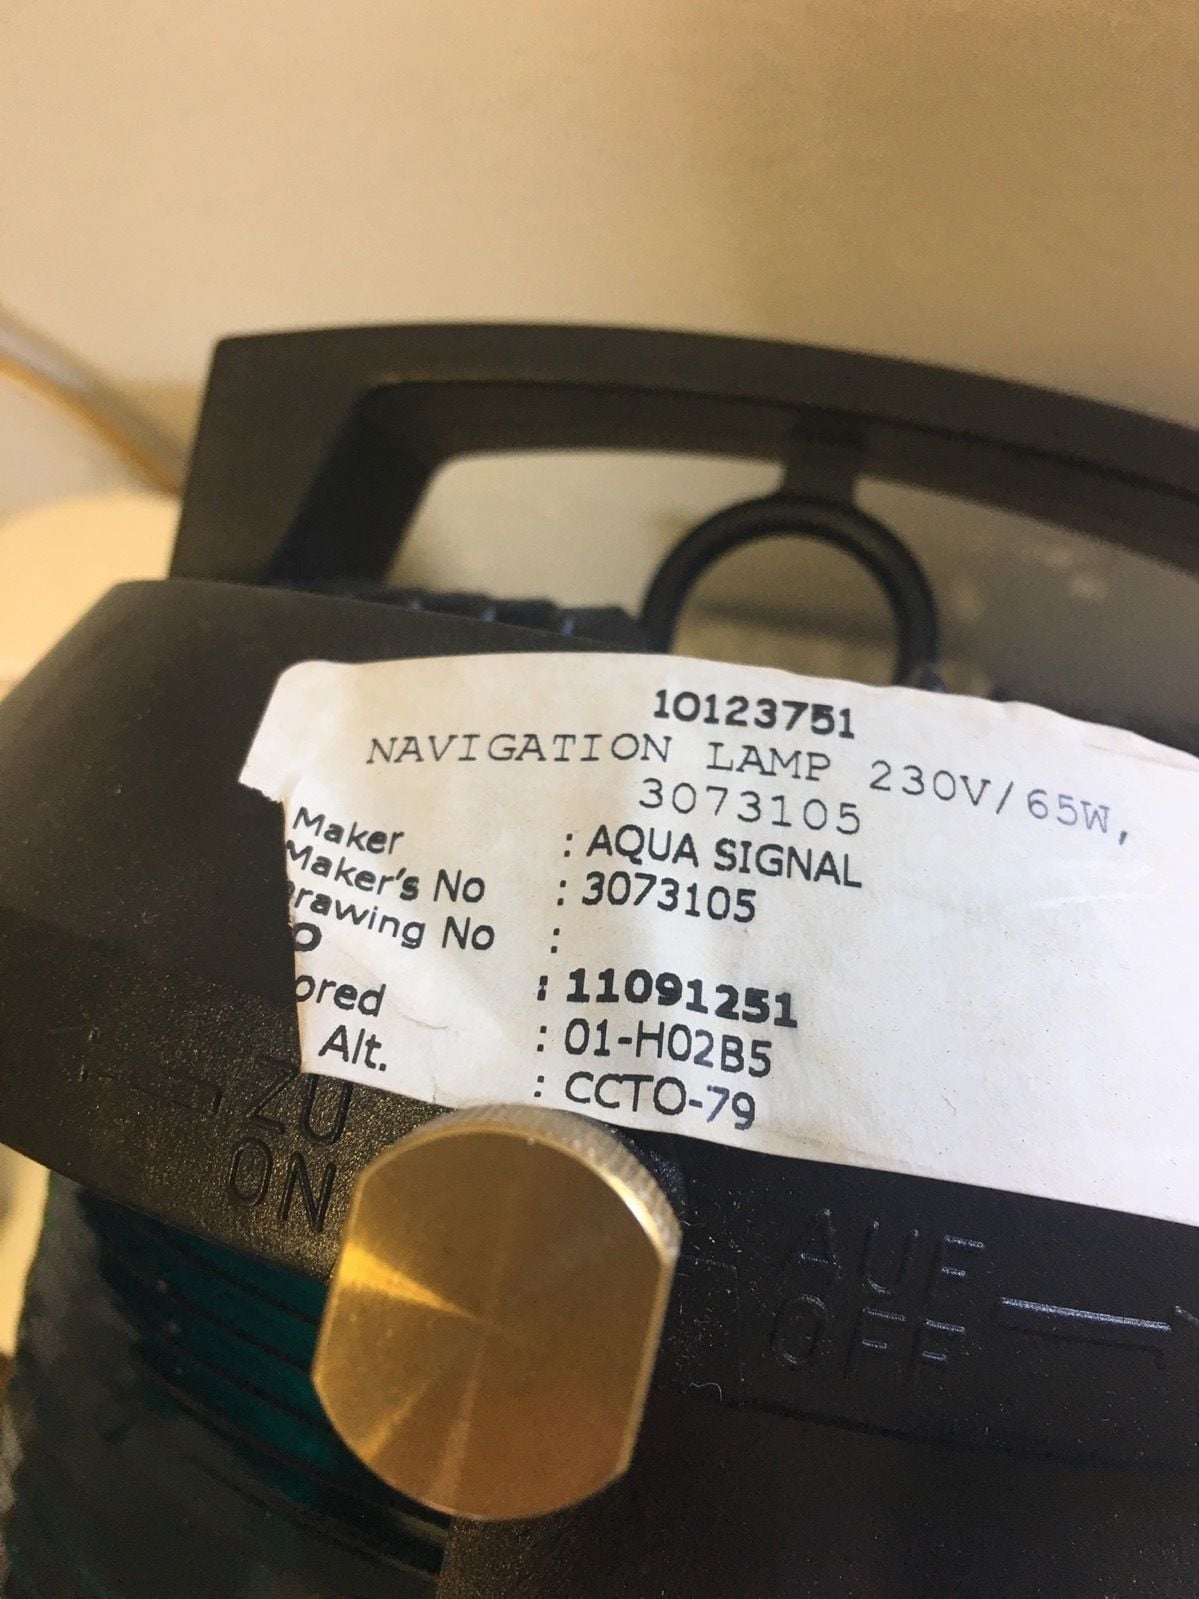 10123751
NAVIGATION LAMP 230V/65W,
3073105
Maker : AQUA SIGNAL
Maker's No : 3073105
rawing No :
O : 11091251
ored : 01-H02B5
Alt. : CCTO-79
ZU
ON
AUF
OFF